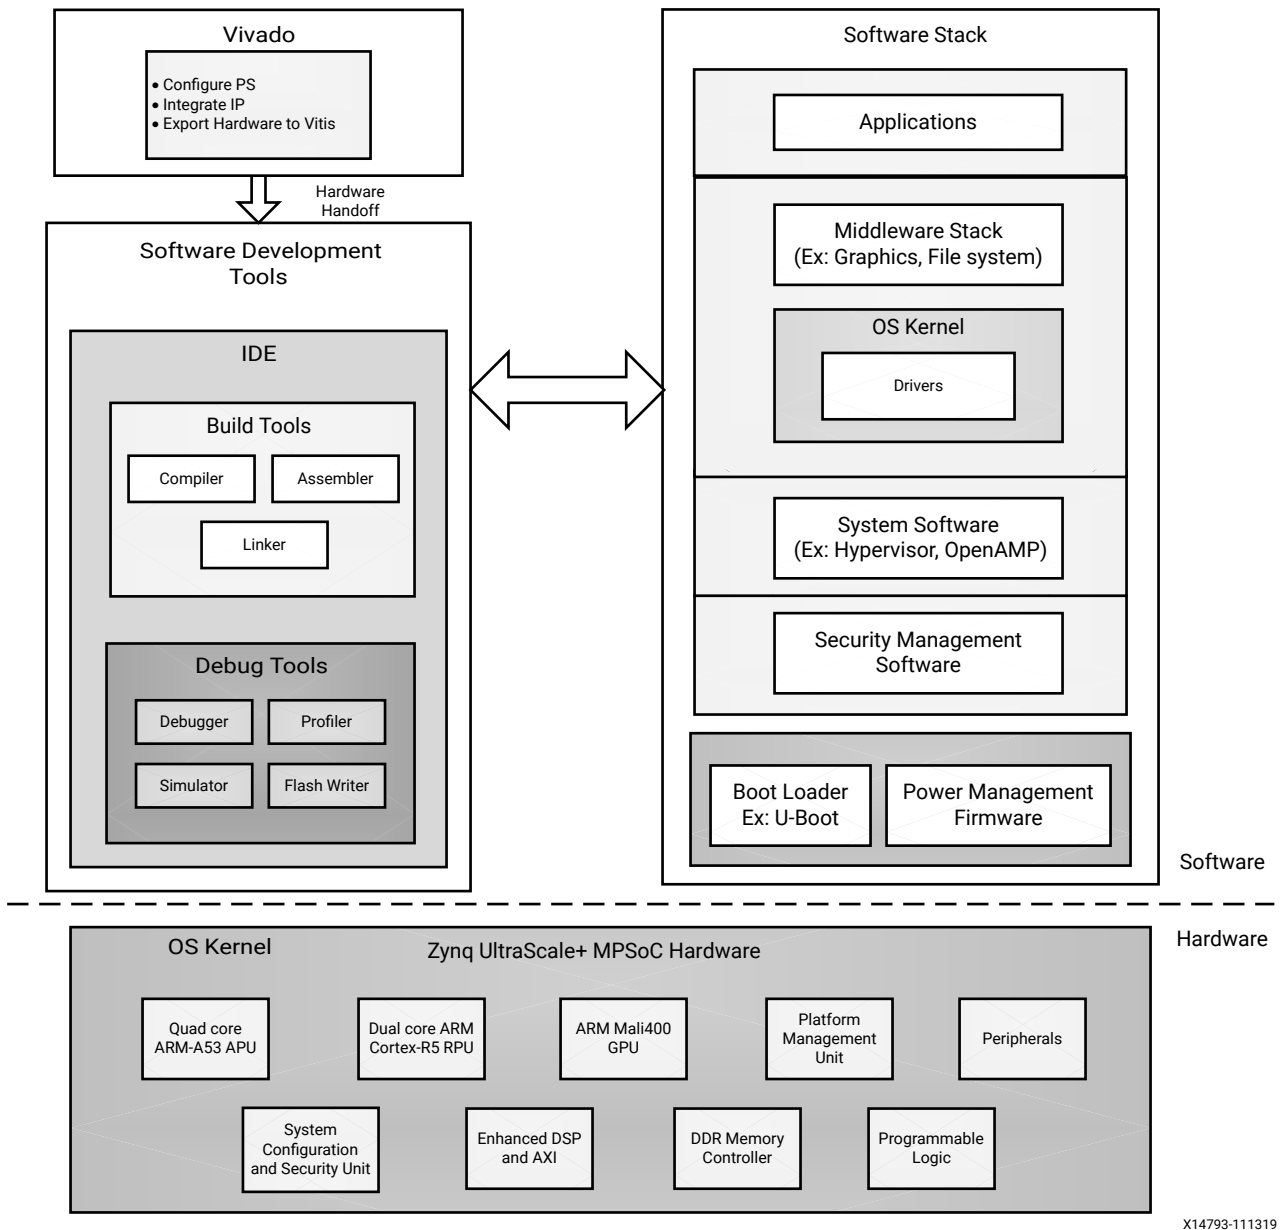 Vivado
• Configure PS
• Integrate IP
• Export Hardware to Vitis
Hardware
Handoff
Software Development
Tools
IDE
Build Tools
Compiler
Assembler
Linker
Debug Tools
Debugger
Profiler
Simulator
Flash Writer
Software Stack
Applications
Middleware Stack
(Ex: Graphics, File system)
OS Kernel
Drivers
System Software
(Ex: Hypervisor, OpenAMP)
Security Management
Software
Boot Loader
Ex: U-Boot
Power Management
Firmware
Software
Hardware
OS Kernel
Zynq UltraScale+ MPSoC Hardware
Quad core
ARM-A53 APU
Dual core ARM
Cortex-R5 RPU
ARM Mali400
GPU
Platform
Management
Unit
Peripherals
System
Configuration
and Security Unit
Enhanced DSP
and AXI
DDR Memory
Controller
Programmable
Logic
X14793-111319